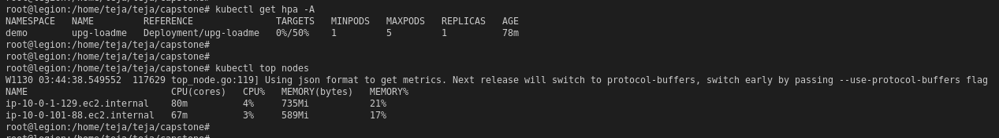 root@legion:/home/teja/teja/capstone#
root@legion:/home/teja/teja/capstone# kubectl get hpa -A
NAMESPACE   NAME         REFERENCE               TARGETS   MINPODS   MAXPODS   REPLICAS   AGE
demo        upg-loadme   Deployment/upg-loadme   0%/50%    1         5         1          78m
root@legion:/home/teja/teja/capstone#
root@legion:/home/teja/teja/capstone#
root@legion:/home/teja/teja/capstone# kubectl top nodes
W1130 03:44:38.549552  117629 top_node.go:119] Using json format to get metrics. Next release will switch to protocol-buffers, switch early by passing --use-protocol-buffers flag
NAME                          CPU(cores)   CPU%   MEMORY(bytes)   MEMORY%
ip-10-0-1-129.ec2.internal    80m          4%     735Mi           21%
ip-10-0-101-88.ec2.internal   67m          3%     589Mi           17%
root@legion:/home/teja/teja/capstone#
root@legion:/home/teja/teja/capstone#